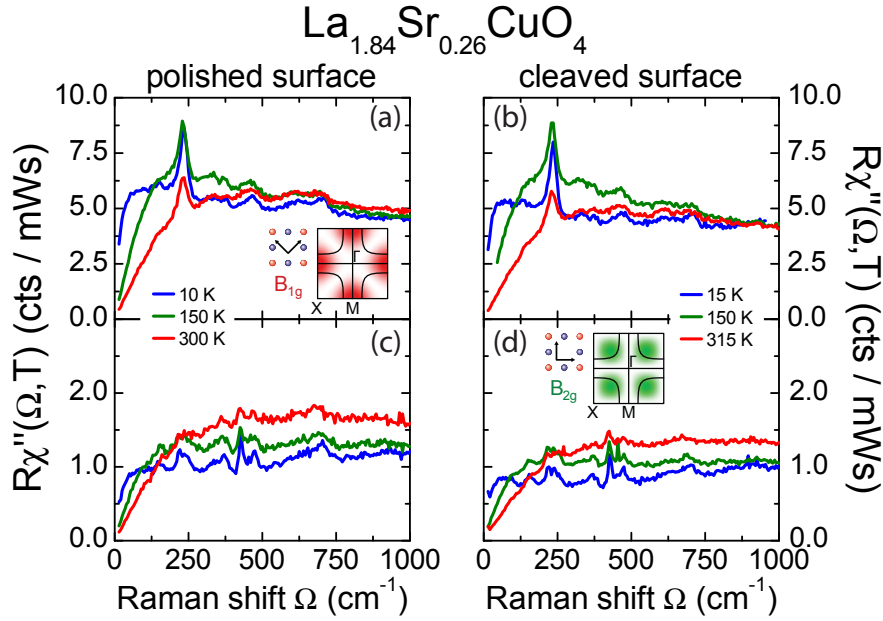 La1.84Sr0.26CuO4
polished surface
cleaved surface
(a)
(b)
10.0
7.5
5.0
2.5
0.0
10.0
7.5
5.0
2.5
0.0
B1g
Γ
X M
10 K
150 K
300 K
15 K
150 K
315 K
(c)
(d)
B2g
Γ
X M
2.0
1.0
0.0
2.0
1.0
0.0
0 250 500 750 1000
0 250 500 750 1000
Raman shift Ω (cm-1)
Raman shift Ω (cm-1)
Rχ''(Ω,T) (cts / mWs)
Rχ''(Ω,T) (cts / mWs)